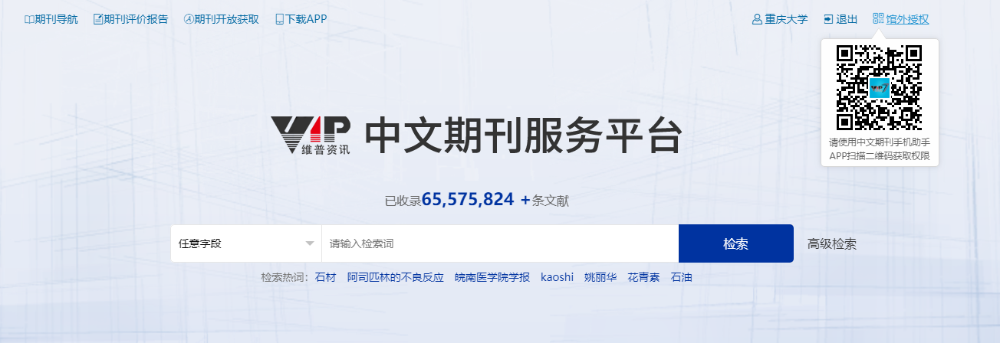 期刊导航 期刊评价报告 期刊开放获取 下载APP 重庆大学 退出 馆外授权
请使用中文期刊手机助手
APP扫描二维码获取权限
VIP 维普资讯 中文期刊服务平台
已收录65,575,824 +条文献
任意字段 请输入检索词 检索 高级检索
检索热词: 石材 阿司匹林的不良反应 皖南医学院学报 kaoshi 姚丽华 花青素 石油